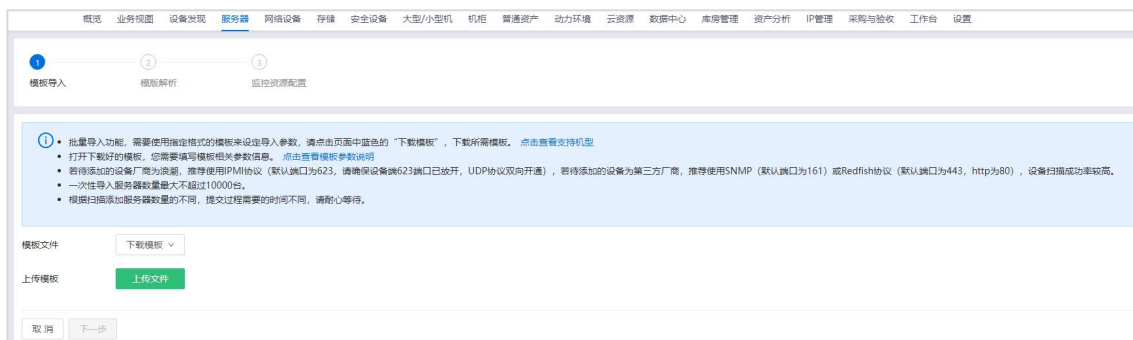 概览 业务视图 设备发现 服务器 网络设备 存储 安全设备 大型/小型机 机柜 普通资产 动力环境 云资源 数据中心 库房管理 资产分析 IP管理 采购与验收 工作台 设置
1 2 3
模板导入 模版解析 监控资源配置
• 批量导入功能，需要使用指定格式的模板来设定导入参数，请点击页面中蓝色的“下载模板”，下载所需模板。 点击查看支持机型
• 打开下载好的模板，您需要填写模板相关参数信息。 点击查看模板参数说明
• 若待添加的设备厂商为浪潮，推荐使用IPMI协议（默认端口为623，请确保设备端623端口已放开，UDP协议双向开通），若待添加的设备为第三方厂商，推荐使用SNMP（默认端口为161）或Redfish协议（默认端口为443，http为80），设备扫描成功率较高。
• 一次性导入服务器数量最大不超过10000台。
• 根据扫描添加服务器数量的不同，提交过程需要的时间不同，请耐心等待。
模板文件 下载模板
上传模板 上传文件
取消 下一步